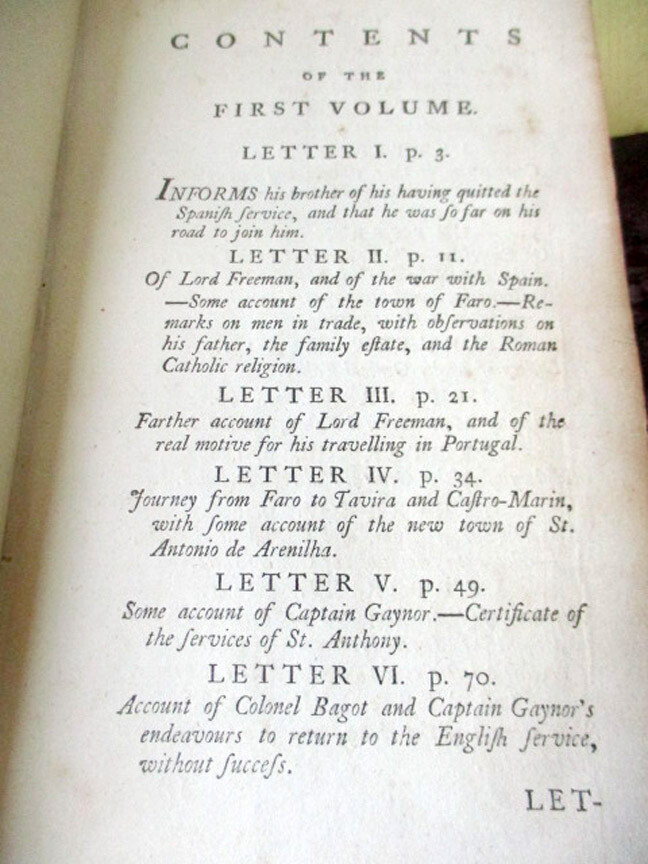 CONTENTS
OF THE
FIRST VOLUME.
LETTER I. p. 3.
INFORMS his brother of his having quitted the
Spaniſh ſervice, and that he was ſo far on his
road to join him.
LETTER II. p. 11.
Of Lord Freeman, and of the war with Spain.
—Some account of the town of Faro.—Re-
marks on men in trade, with obſervations on
his father, the family eſtate, and the Roman
Catholic religion.
LETTER III. p. 21.
Farther account of Lord Freeman, and of the
real motive for his travelling in Portugal.
LETTER IV. p. 34.
Journey from Faro to Tavira and Caſtro-Marin,
with ſome account of the new town of St.
Antonio de Arenilha.
LETTER V. p. 49.
Some account of Captain Gaynor.—Certificate of
the ſervices of St. Anthony.
LETTER VI. p. 70.
Account of Colonel Bagot and Captain Gaynor's
endeavours to return to the Engliſh ſervice,
without ſucceſs.
LET-